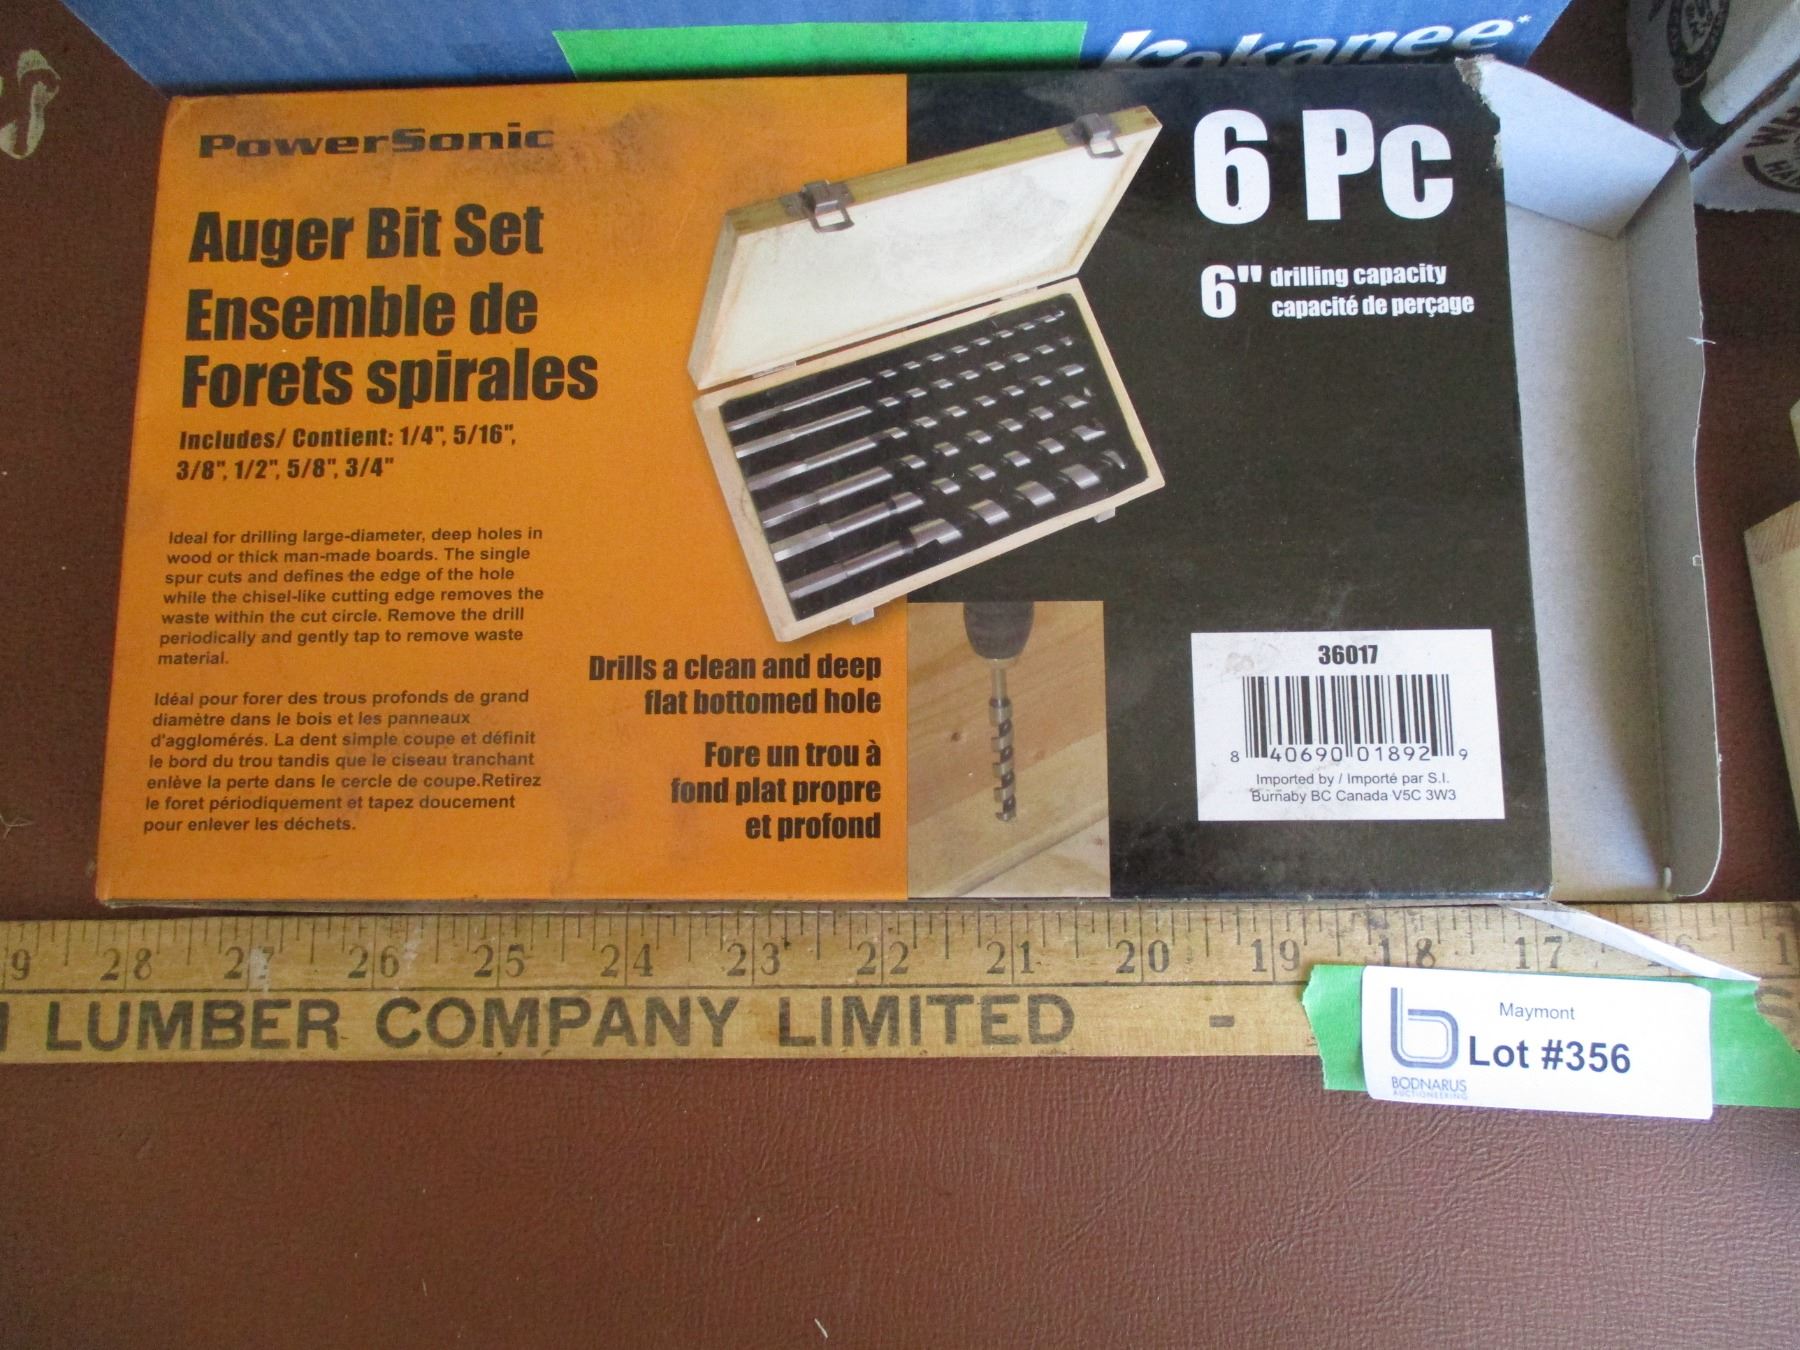 Kokanee*
PowerSonic
Auger Bit Set
Ensemble de
Forets spirales
Includes/ Contient: 1/4", 5/16",
3/8", 1/2", 5/8", 3/4"
Ideal for drilling large-diameter, deep holes in
wood or thick man-made boards. The single
spur cuts and defines the edge of the hole
while the chisel-like cutting edge removes the
waste within the cut circle. Remove the drill
periodically and gently tap to remove waste
material.
Idéal pour forer des trous profonds de grand
diamètre dans le bois et les panneaux
d'agglomérés. La dent simple coupe et définit
le bord du trou tandis que le ciseau tranchant
enlève la perte dans le cercle de coupe.Retirez
le foret périodiquement et tapez doucement
pour enlever les déchets.
Drills a clean and deep
flat bottomed hole
Fore un trou à
fond plat propre
et profond
6 Pc
6" drilling capacity
capacité de perçage
36017
8 40690 01892 9
Imported by / Importé par S.I.
Burnaby BC Canada V5C 3W3
9 28 27 26 25 24 23 22 21 20 19 18 17
LUMBER COMPANY LIMITED -
Maymont
Lot #356
BODNARUS
AUCTIONEERING